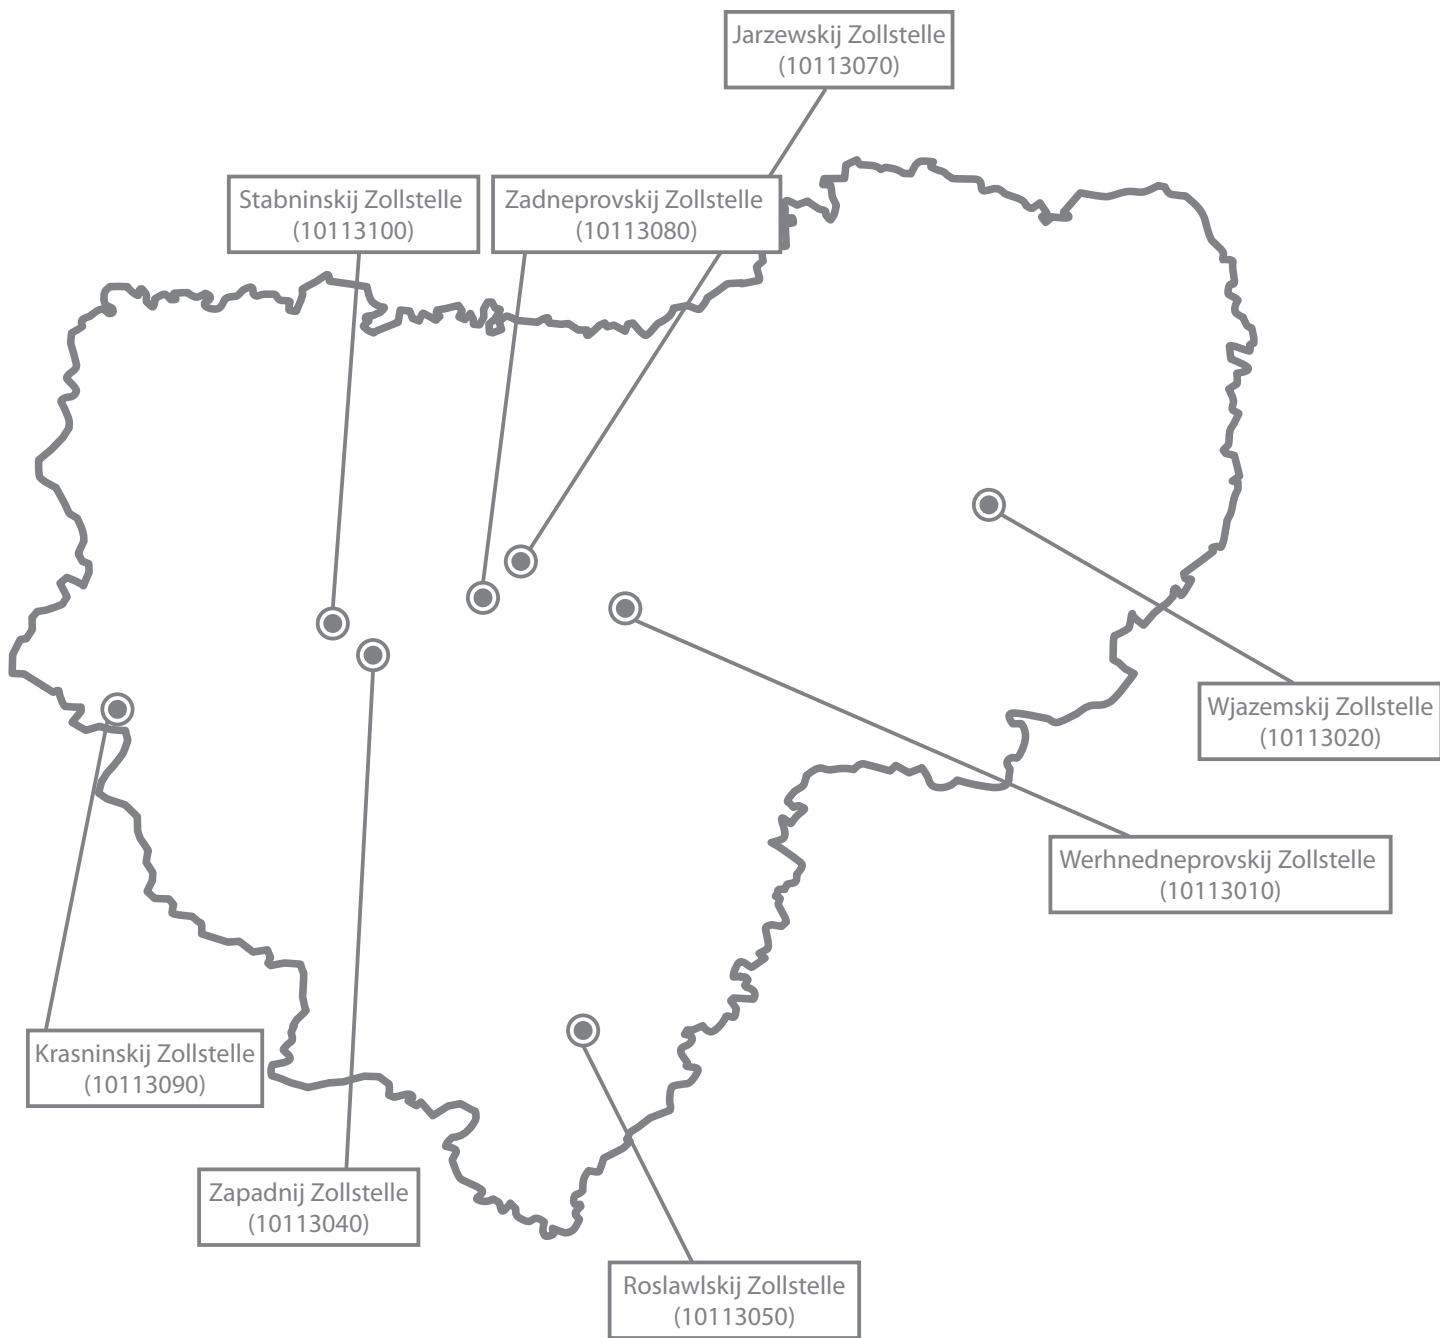 Jarzewskij Zollstelle
(10113070)
Stabninskij Zollstelle
(10113100)
Zadneprovskij Zollstelle
(10113080)
Wjazemskij Zollstelle
(10113020)
Werhnedneprovskij Zollstelle
(10113010)
Krasninskij Zollstelle
(10113090)
Zapadnij Zollstelle
(10113040)
Roslawlskij Zollstelle
(10113050)